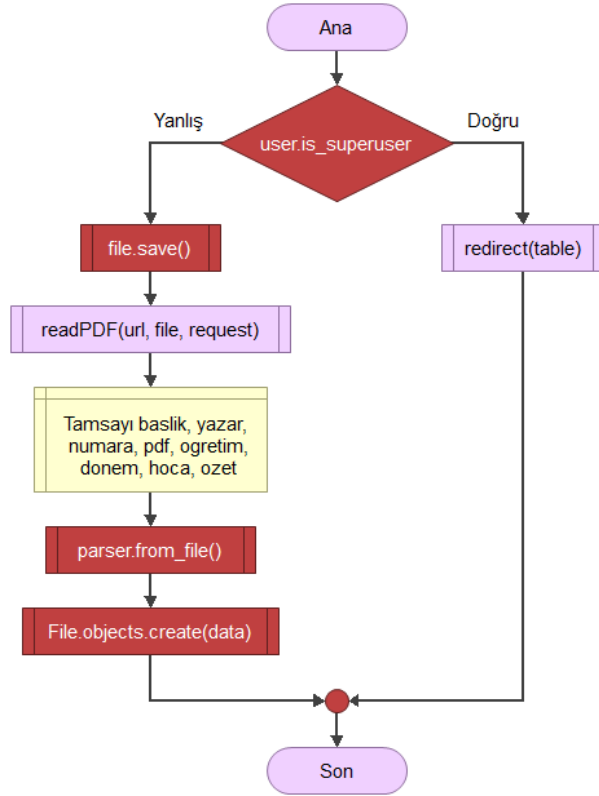 Ana
Yanlış
Doğru
user.is_superuser
file.save()
redirect(table)
readPDF(url, file, request)
Tamsayı baslik, yazar,
numara, pdf, ogretim,
donem, hoca, ozet
parser.from_file()
File.objects.create(data)
Son